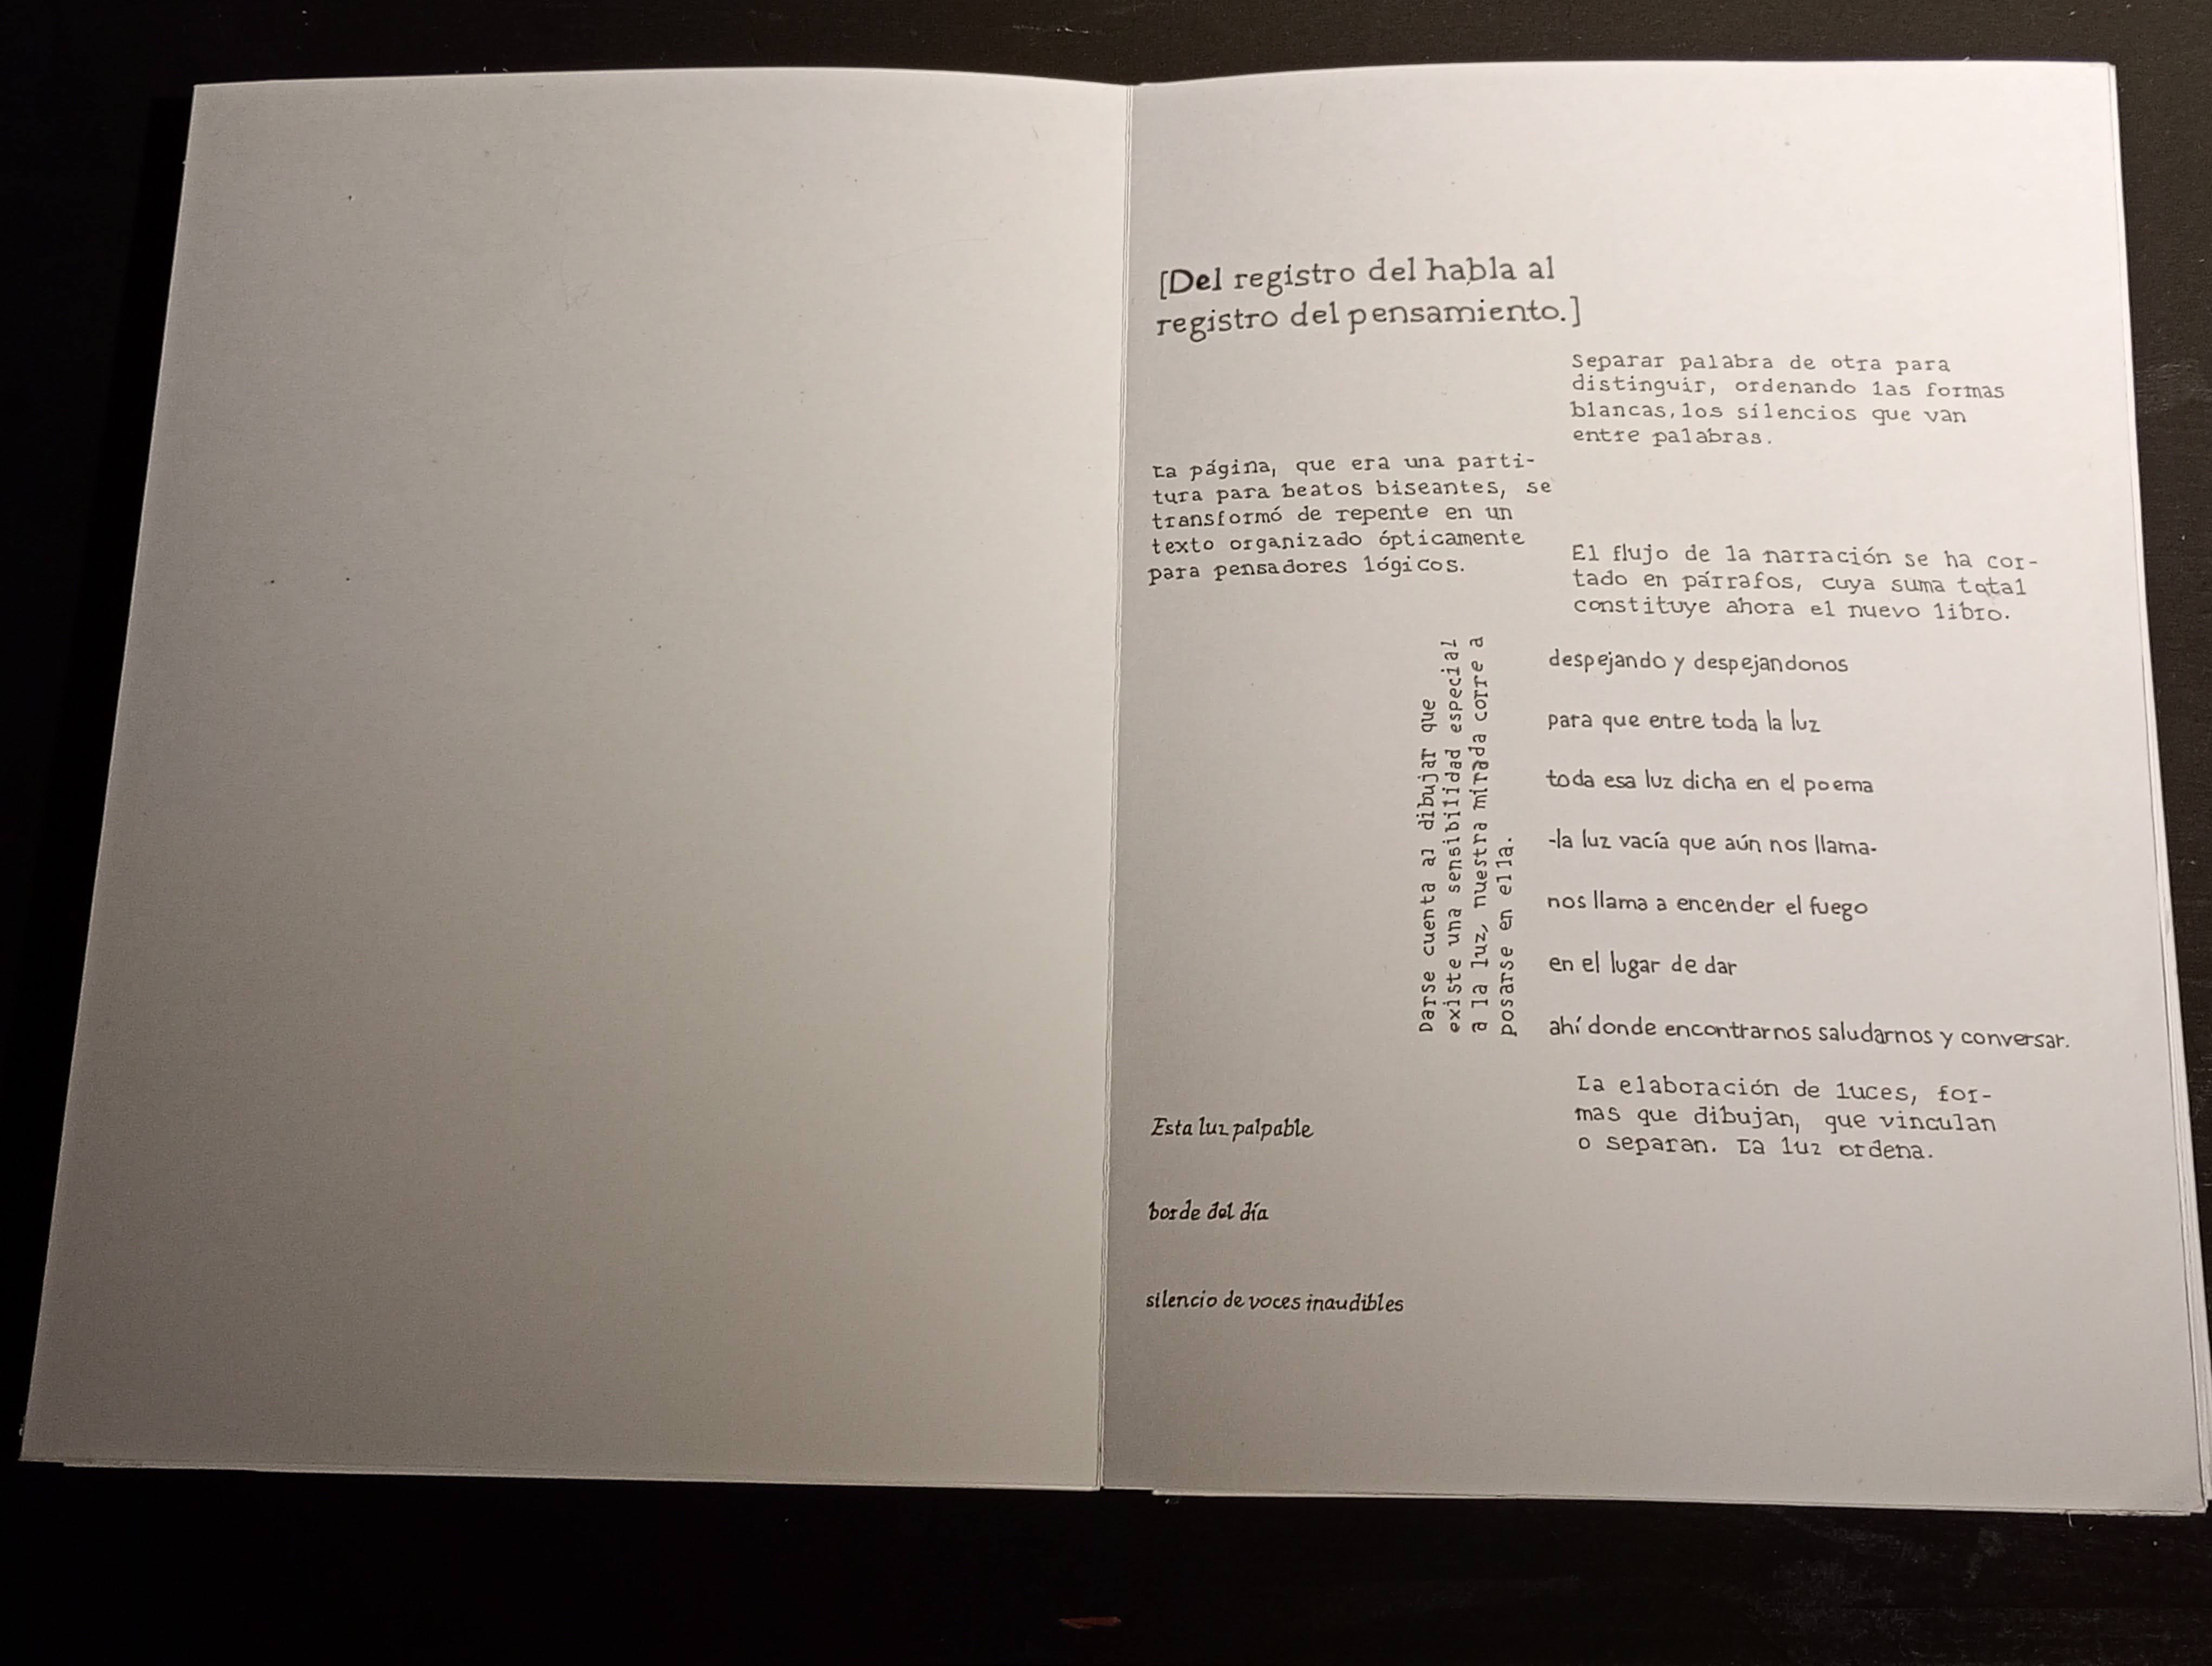 [Del registro del habla al
registro del pensamiento.]
Separar palabra de otra para
distinguir, ordenando las formas
blancas, los silencios que van
entre palabras.
La página, que era una parti-
tura para beatos biseantes, se
transformó de repente en un
texto organizado ópticamente
para pensadores lógicos.
El flujo de la narración se ha cor-
tado en párrafos, cuya suma total
constituye ahora el nuevo libro.
Darse cuenta al dibujar que
existe una sensibilidad especial
a la luz, nuestra mirada corre a
posarse en ella.
despejando y despejandonos
para que entre toda la luz
toda esa luz dicha en el poema
-la luz vacía que aún nos llama-
nos llama a encender el fuego
en el lugar de dar
ahí donde encontrarnos saludarnos y conversar.
La elaboración de luces, for-
mas que dibujan, que vinculan
o separan. La luz ordena.
Esta luz palpable
borde del día
silencio de voces inaudibles